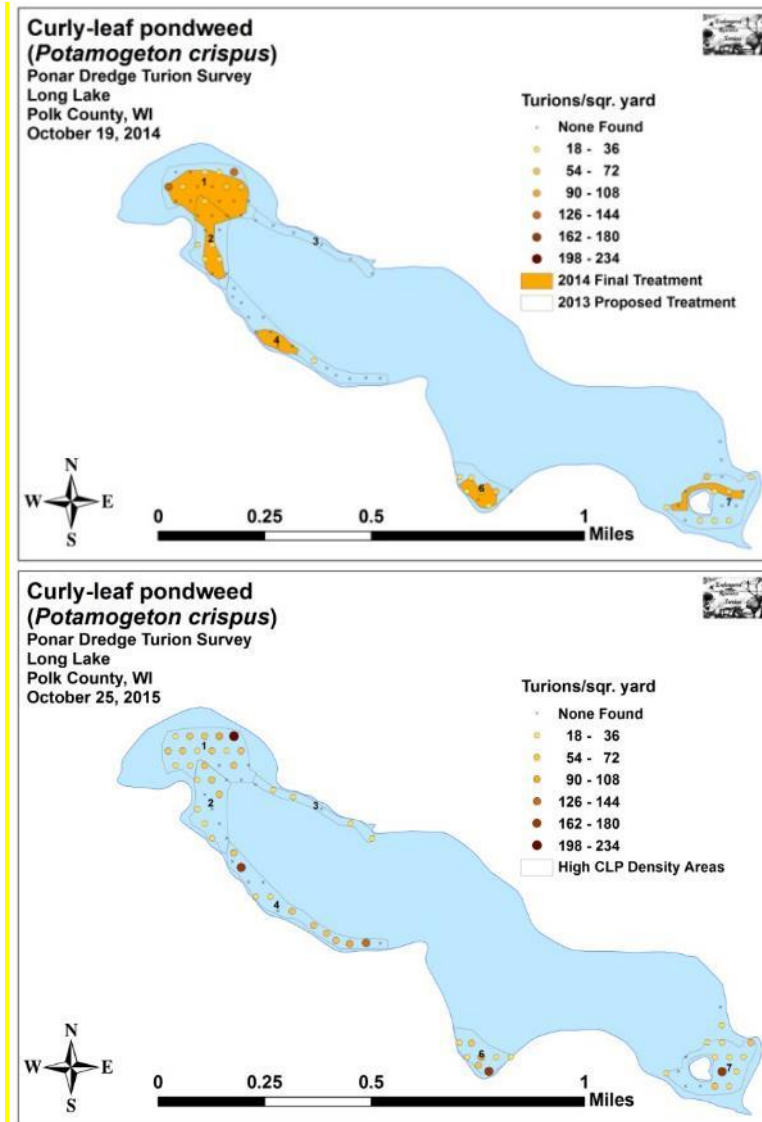 Curly-leaf pondweed
(Potamogeton crispus)
Ponar Dredge Turion Survey
Long Lake
Polk County, WI
October 19, 2014
Turions/sqr. yard
None Found
18 - 36
54 - 72
90 - 108
126 - 144
162 - 180
198 - 234
2014 Final Treatment
2013 Proposed Treatment
1
2
3
4
6
7
N
W E
S
0 0.25 0.5 1
Miles
Curly-leaf pondweed
(Potamogeton crispus)
Ponar Dredge Turion Survey
Long Lake
Polk County, WI
October 25, 2015
Turions/sqr. yard
None Found
18 - 36
54 - 72
90 - 108
126 - 144
162 - 180
198 - 234
High CLP Density Areas
1
2
3
4
6
7
N
W E
S
0 0.25 0.5 1
Miles